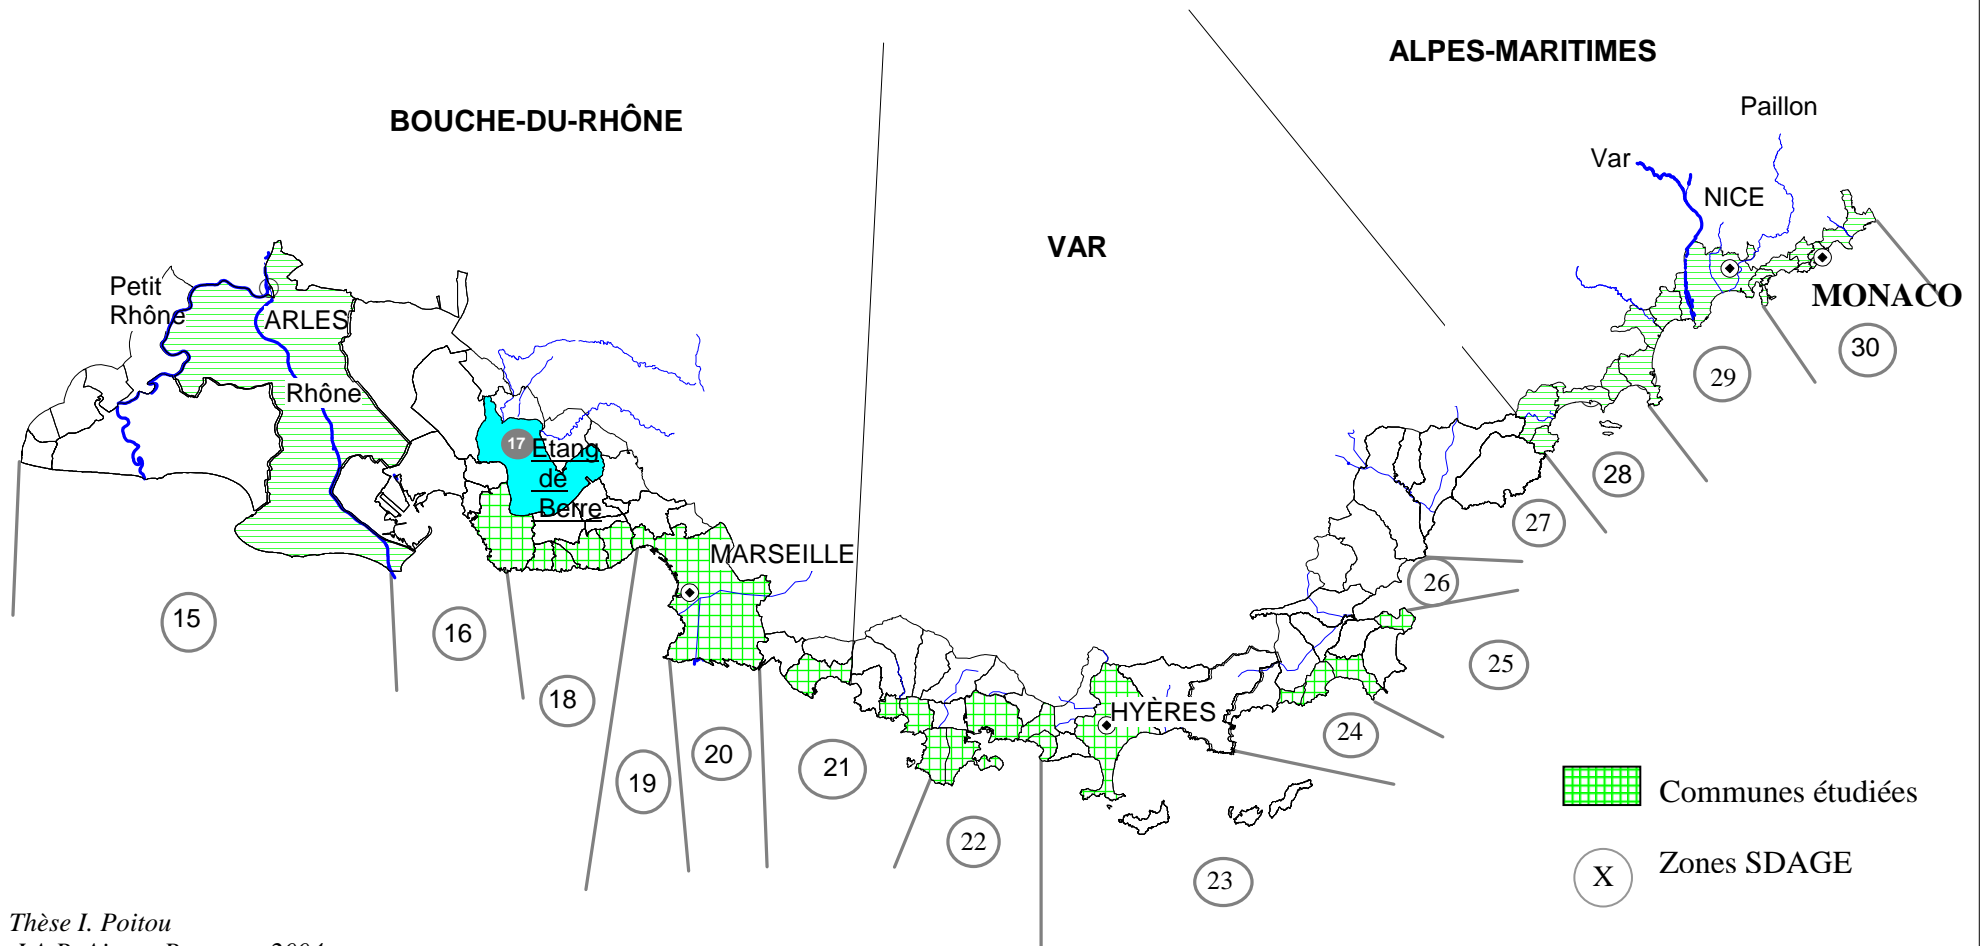 ALPES-MARITIMES
BOUCHE-DU-RHÔNE
Paillon
Var
NICE
VAR
Petit
Rhône
ARLES
MONACO
30
29
Rhône
17
Etang
de
Berre
28
27
MARSEILLE
26
15
16
25
18
HYÈRES
24
20
19
21
22
23
Communes étudiées
X
Zones SDAGE
Thèse I. Poitou